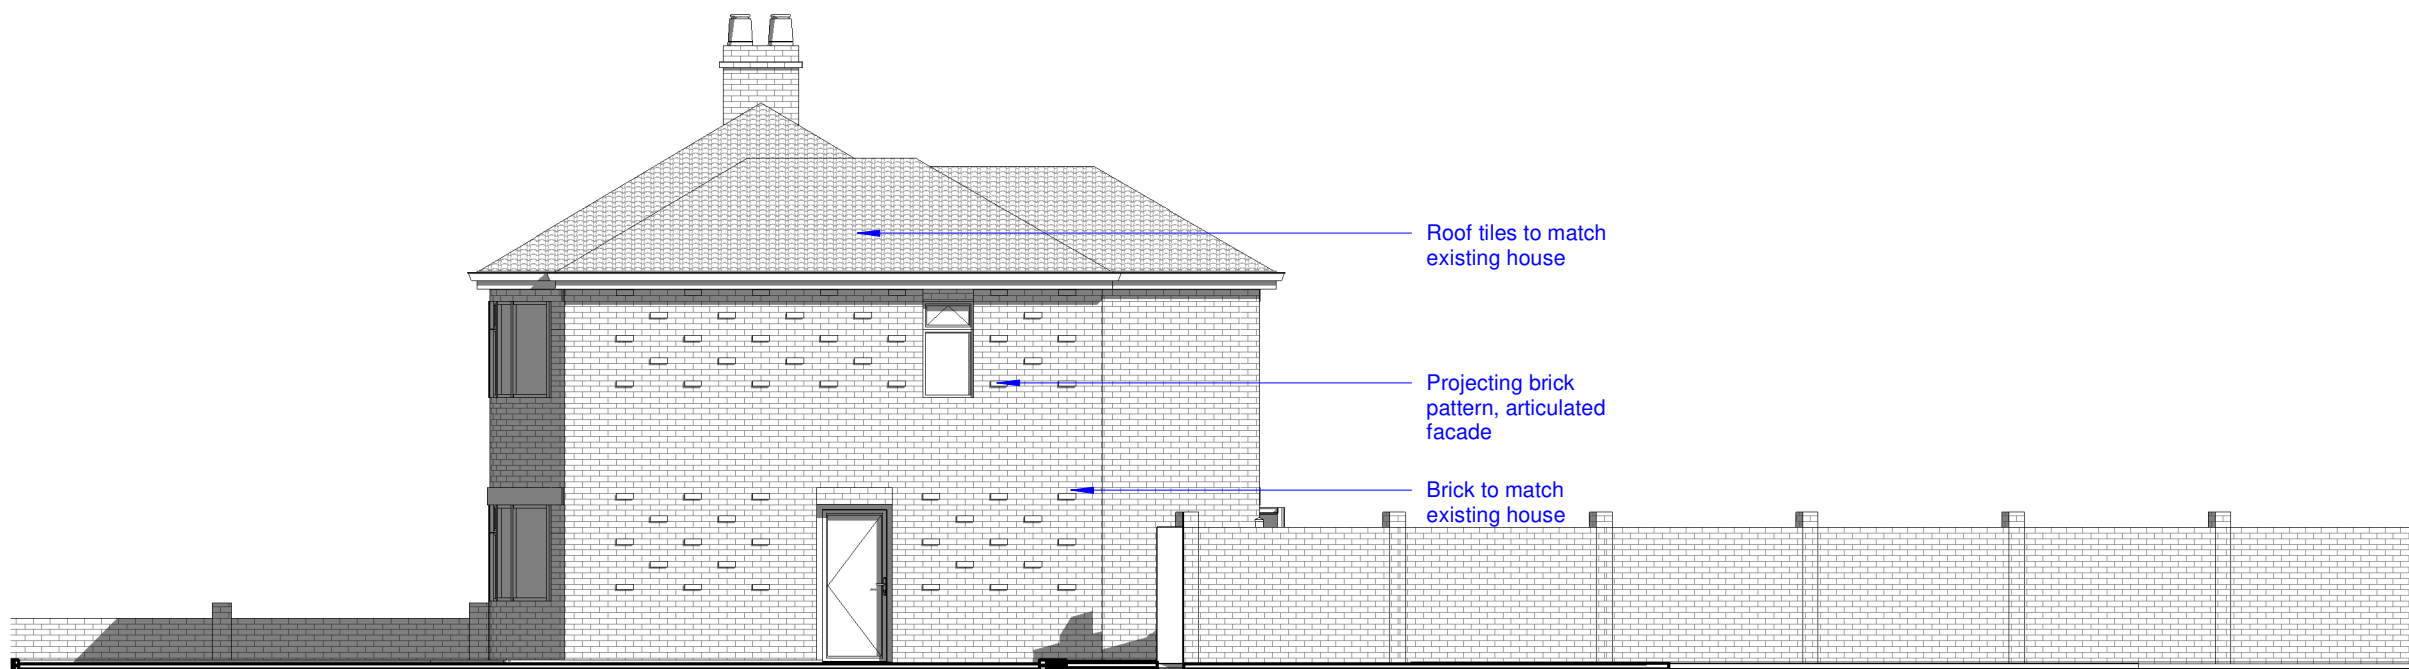 Roof tiles to match
existing house
Projecting brick
pattern, articulated
facade
Brick to match
existing house